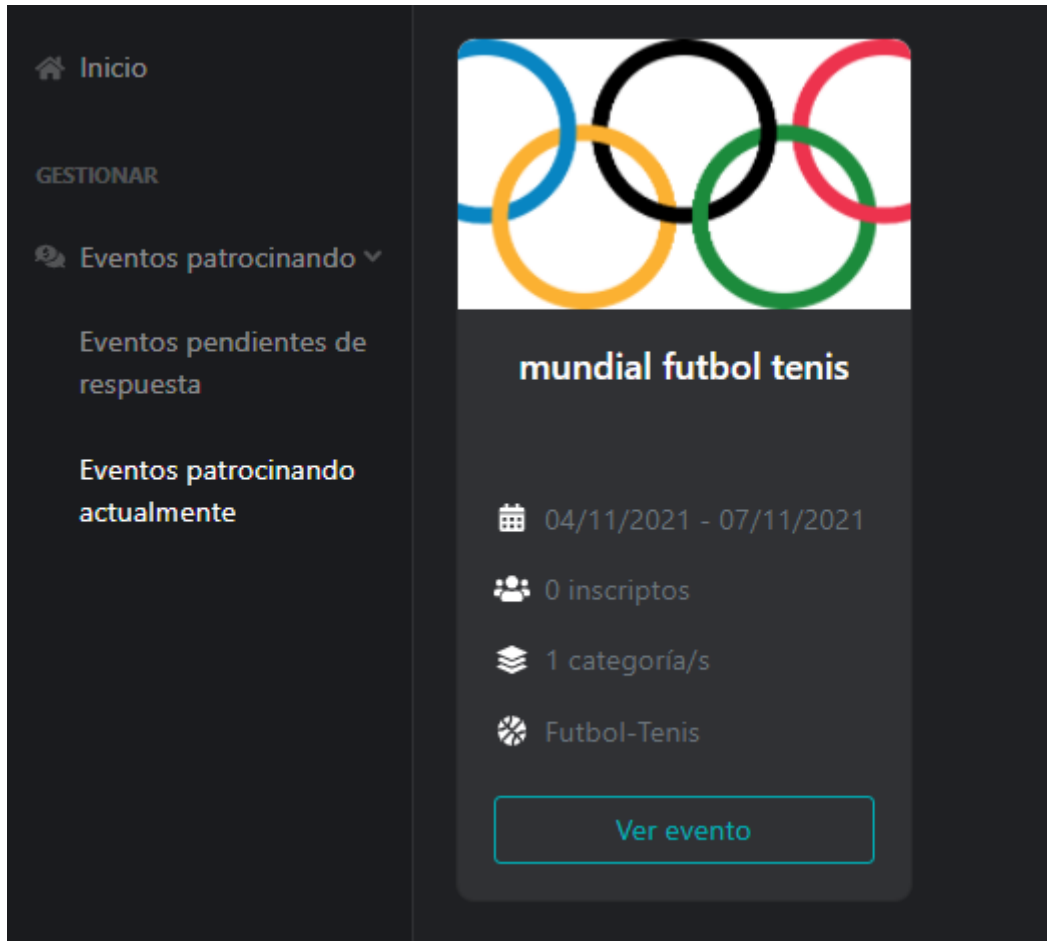 Inicio
GESTIONAR
Eventos patrocinando
Eventos pendientes de
respuesta
Eventos patrocinando
actualmente
mundial futbol tenis
04/11/2021 - 07/11/2021
0 inscriptos
1 categoría/s
Futbol-Tenis
Ver evento